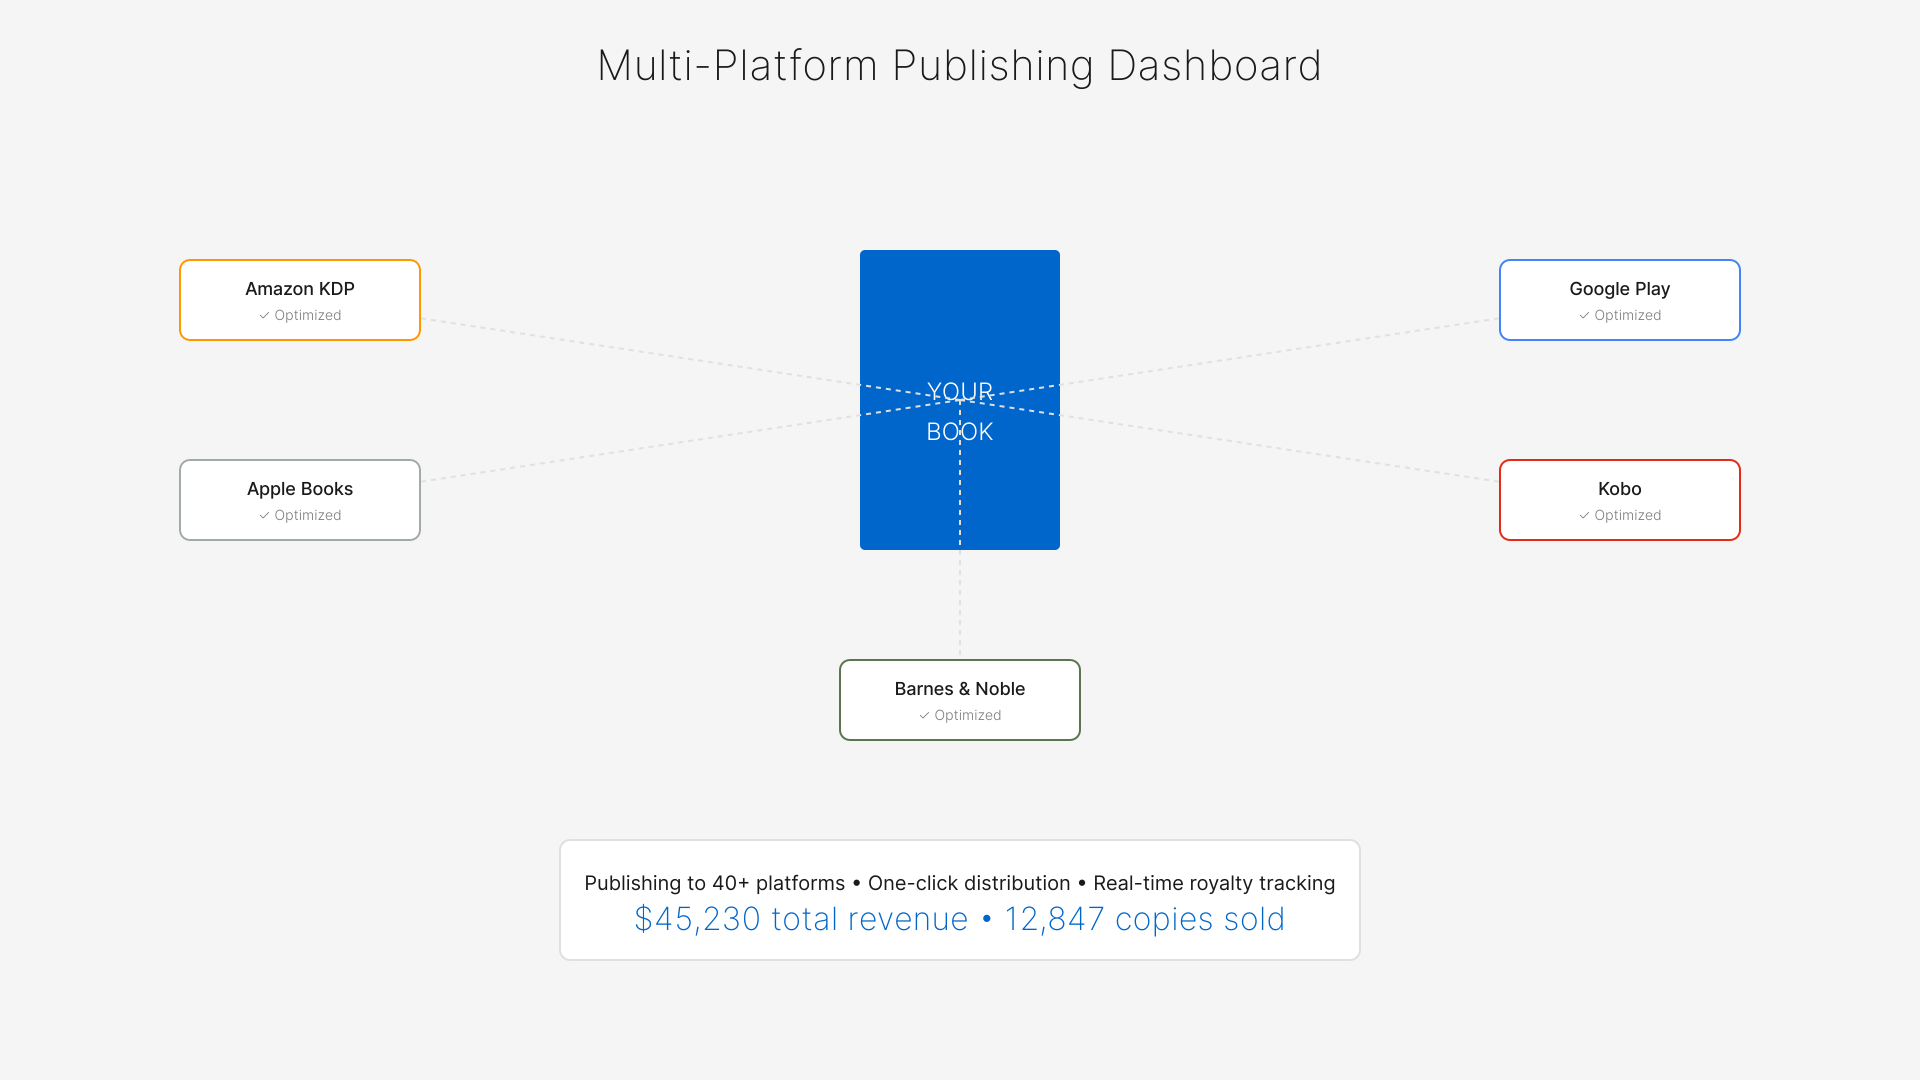 Multi-Platform Publishing Dashboard
Amazon KDP
✓ Optimized
Google Play
✓ Optimized
YOUR
BOOK
Apple Books
✓ Optimized
Kobo
✓ Optimized
Barnes & Noble
✓ Optimized
Publishing to 40+ platforms • One-click distribution • Real-time royalty tracking
$45,230 total revenue • 12,847 copies sold